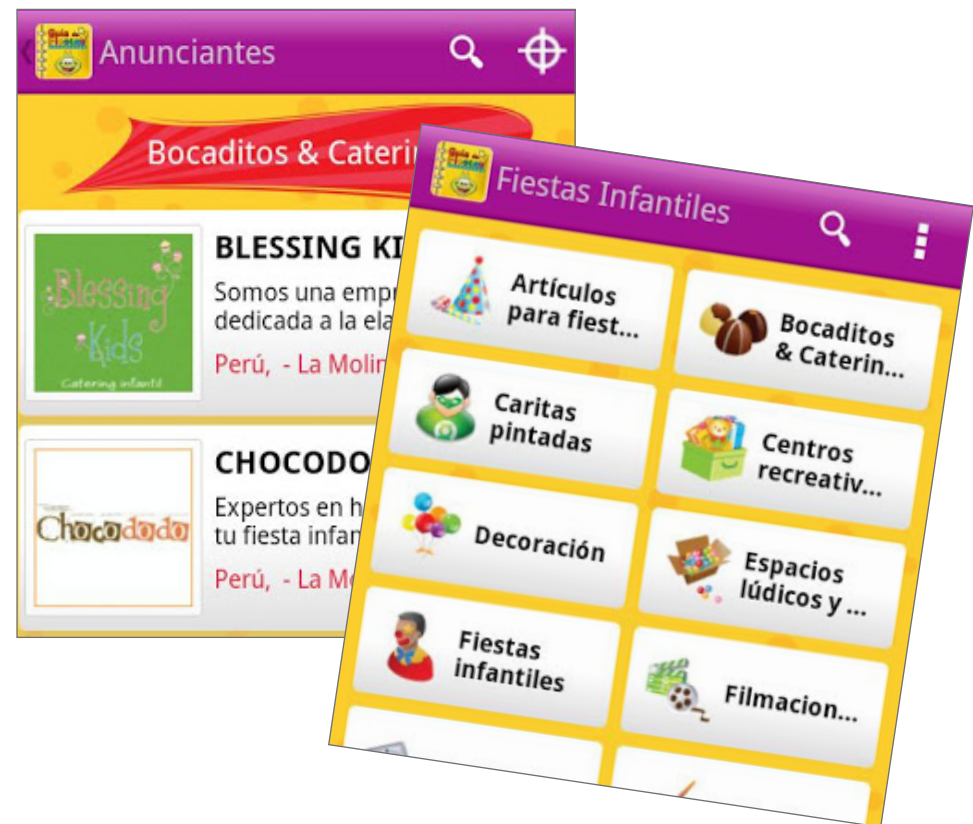 Anunciantes
Bocaditos & Caterin
BLESSING KI
Somos una empr
dedicada a la ela
Perú, - La Molin
Blessing
Kids
Catering infantil
CHOCODO
Expertos en h
tu fiesta infan
Perú, - La Mo
Chocododo
Fiestas Infantiles
Artículos
para fiest...
Bocaditos
& Caterin...
Caritas
pintadas
Centros
recreativ...
Decoración
Espacios
lúdicos y ...
Fiestas
infantiles
Filmacion...